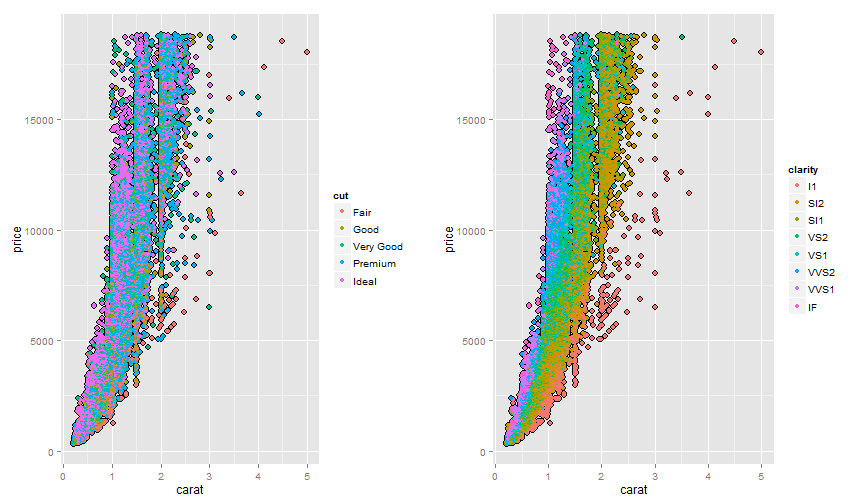 price
15000
10000
5000
0
0 1 2 3 4 5
carat
cut
Fair
Good
Very Good
Premium
Ideal
price
15000
10000
5000
0
0 1 2 3 4 5
carat
clarity
I1
SI2
SI1
VS2
VS1
VVS2
VVS1
IF